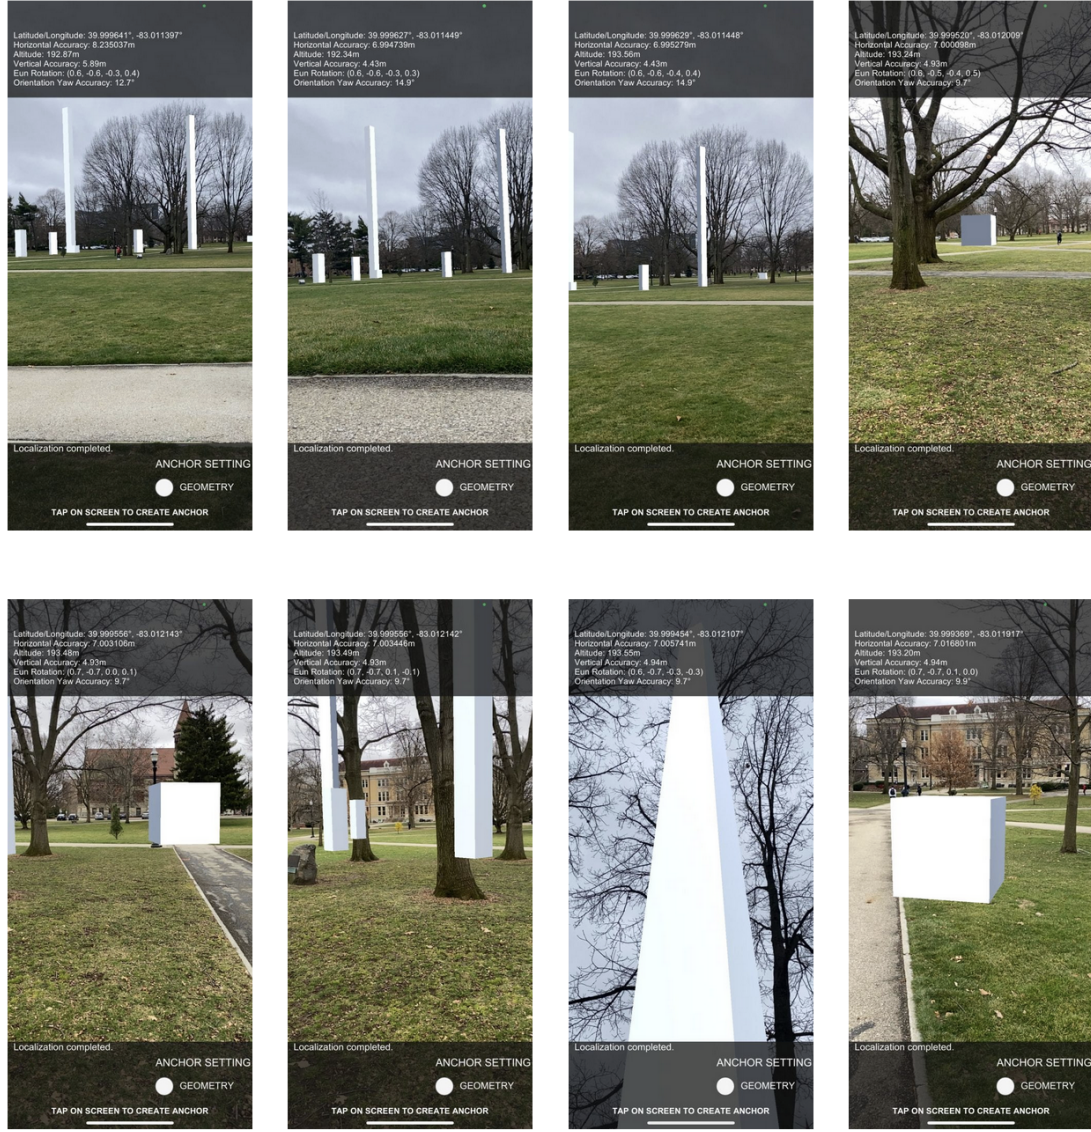 Latitude/Longitude: 39.999641°, -83.011397°
Horizontal Accuracy: 8.235037m
Altitude: 192.87m
Vertical Accuracy: 5.89m
Eun Rotation: (0.6, -0.6, -0.3, 0.4)
Orientation Yaw Accuracy: 12.7°
Localization completed.
ANCHOR SETTING
GEOMETRY
TAP ON SCREEN TO CREATE ANCHOR
Latitude/Longitude: 39.999627°, -83.011449°
Horizontal Accuracy: 6.994739m
Altitude: 192.34m
Vertical Accuracy: 4.43m
Eun Rotation: (0.6, -0.6, -0.3, 0.3)
Orientation Yaw Accuracy: 14.9°
Localization completed.
ANCHOR SETTING
GEOMETRY
TAP ON SCREEN TO CREATE ANCHOR
Latitude/Longitude: 39.999629°, -83.011448°
Horizontal Accuracy: 6.995279m
Altitude: 193.56m
Vertical Accuracy: 4.43m
Eun Rotation: (0.6, -0.6, -0.4, 0.4)
Orientation Yaw Accuracy: 14.9°
Localization completed.
ANCHOR SETTING
GEOMETRY
TAP ON SCREEN TO CREATE ANCHOR
Latitude/Longitude: 39.999520°, -83.012009°
Horizontal Accuracy: 7.000098m
Altitude: 193.24m
Vertical Accuracy: 4.93m
Eun Rotation: (0.6, -0.5, -0.4, 0.5)
Orientation Yaw Accuracy: 9.7°
Localization completed.
ANCHOR SETTING
GEOMETRY
TAP ON SCREEN TO CREATE ANCHOR
Latitude/Longitude: 39.999556°, -83.012143°
Horizontal Accuracy: 7.003106m
Altitude: 193.48m
Vertical Accuracy: 4.93m
Eun Rotation: (0.7, -0.7, 0.0, 0.1)
Orientation Yaw Accuracy: 9.7°
Localization completed.
ANCHOR SETTING
GEOMETRY
TAP ON SCREEN TO CREATE ANCHOR
Latitude/Longitude: 39.999556°, -83.012142°
Horizontal Accuracy: 7.003446m
Altitude: 193.49m
Vertical Accuracy: 4.93m
Eun Rotation: (0.7, -0.7, 0.1, -0.1)
Orientation Yaw Accuracy: 9.7°
Localization completed.
ANCHOR SETTING
GEOMETRY
TAP ON SCREEN TO CREATE ANCHOR
Latitude/Longitude: 39.999454°, -83.012107°
Horizontal Accuracy: 7.005741m
Altitude: 193.55m
Vertical Accuracy: 4.94m
Eun Rotation: (0.6, -0.7, -0.3, -0.3)
Orientation Yaw Accuracy: 9.7°
Localization completed.
ANCHOR SETTING
GEOMETRY
TAP ON SCREEN TO CREATE ANCHOR
Latitude/Longitude: 39.999369°, -83.011917°
Horizontal Accuracy: 7.016801m
Altitude: 193.20m
Vertical Accuracy: 4.94m
Eun Rotation: (0.7, -0.7, 0.1, 0.0)
Orientation Yaw Accuracy: 9.9°
Localization completed.
ANCHOR SETTING
GEOMETRY
TAP ON SCREEN TO CREATE ANCHOR